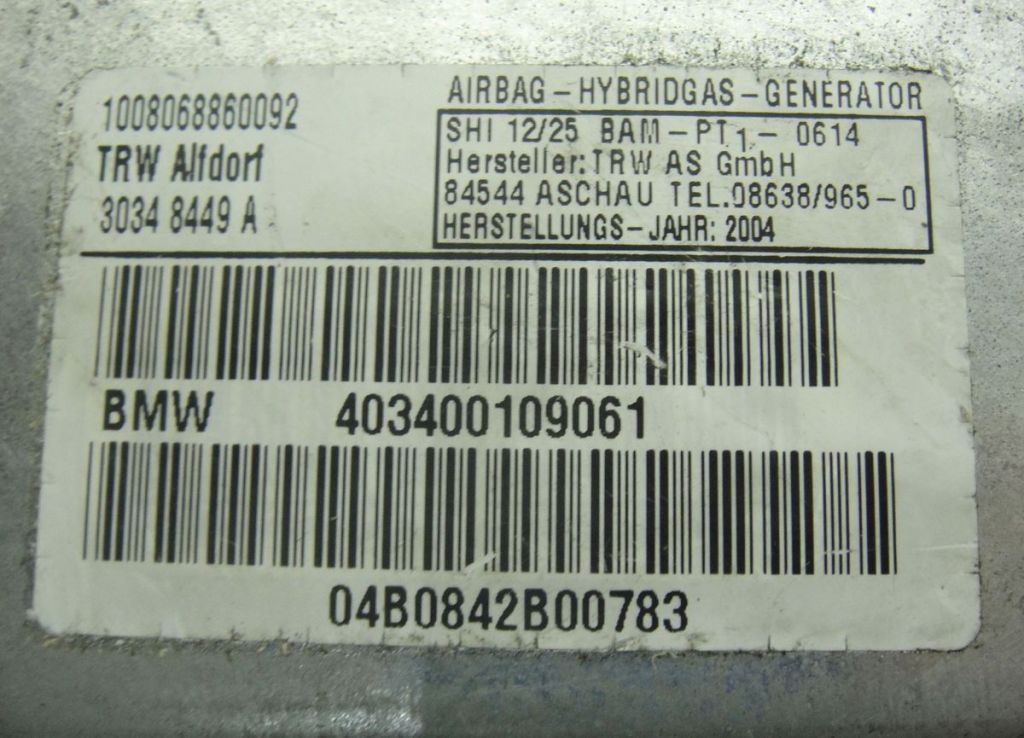 1008068860092
TRW Alfdorf
3034 8449 A
AIRBAG-HYBRIDGAS-GENERATOR
SHI 12/25 BAM-PT1-0614
Hersteller: TRW AS GmbH
84544 ASCHAU TEL.08638/965-0
HERSTELLUNGS-JAHR: 2004
BMW 403400109061
04B0842B00783